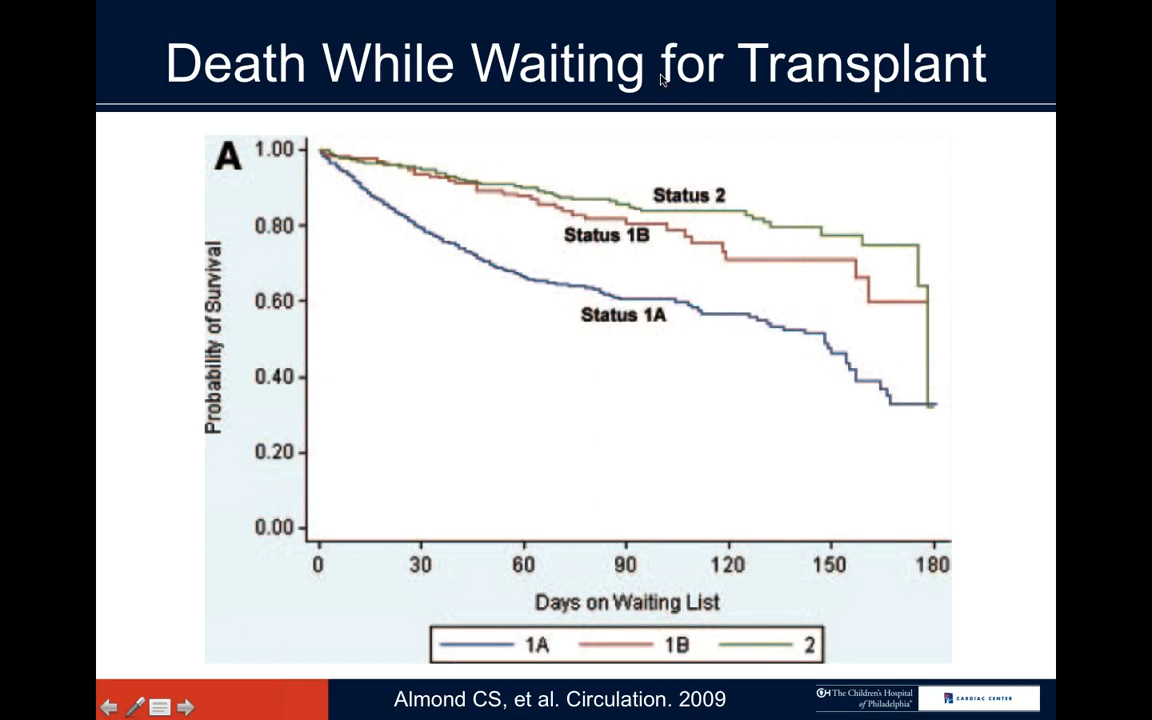 Death While Waiting for Transplant
A
1.00
0.80
0.60
0.40
0.20
0.00
Probability of Survival
Status 2
Status 1B
Status 1A
0 30 60 90 120 150 180
Days on Waiting List
1A 1B 2
Almond CS, et al. Circulation. 2009
The Children's Hospital
of Philadelphia
CARDIAC CENTER